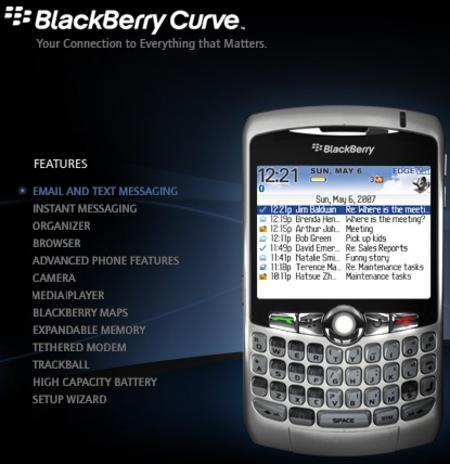 BlackBerry Curve™
Your Connection to Everything that Matters.
FEATURES
EMAIL AND TEXT MESSAGING
INSTANT MESSAGING
ORGANIZER
BROWSER
ADVANCED PHONE FEATURES
CAMERA
MEDIA PLAYER
BLACKBERRY MAPS
EXPANDABLE MEMORY
TETHERED MODEM
TRACKBALL
HIGH CAPACITY BATTERY
SETUP WIZARD
BlackBerry
12:21 SUN, MAY 6 EDGE
3
Sun, May 6, 2007
12:21p Jim Baldwin Re: Where is the meeti...
12:19p Brenda Hen... Where is the meeting?
12:15p Arthur Joh... Meeting
12:11p Bob Green Pick up kids
11:49p David Emer... Re: Sales Reports
11:41p Natalie Smi... Funny story
11:18p Terence Ma... Re: Maintenance tasks
10:11p Hatsue Zh... Maintenance tasks
SPACE